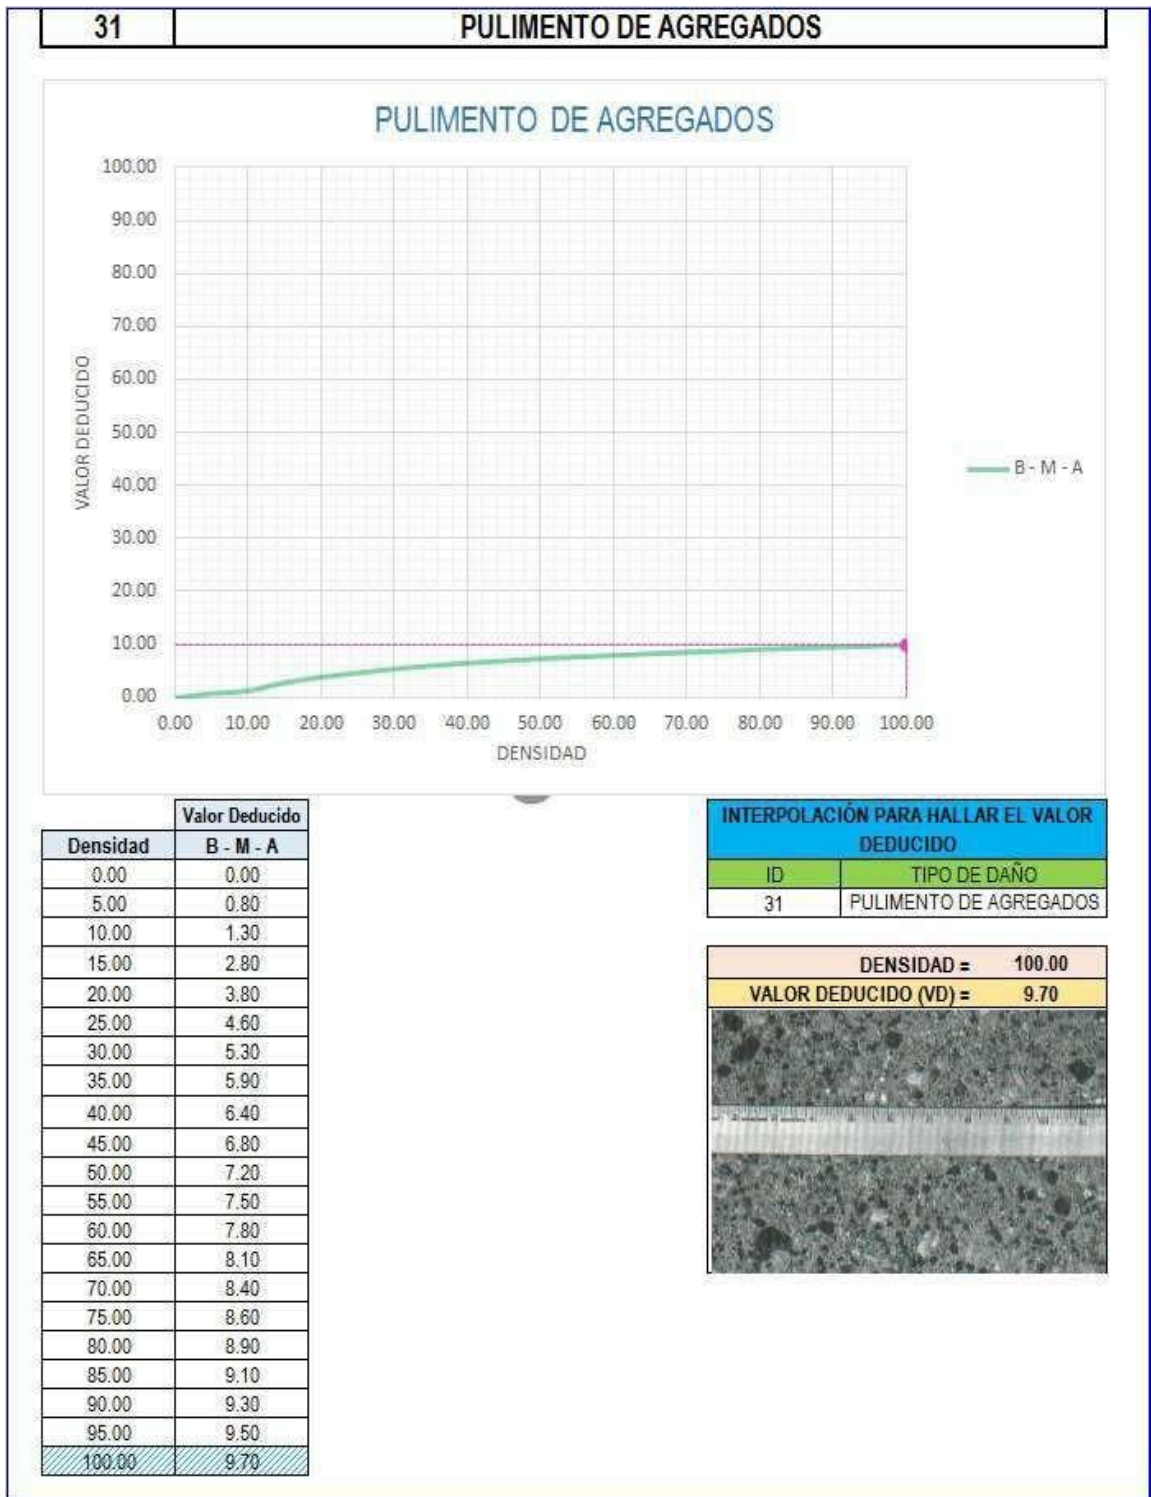 31 PULIMENTO DE AGREGADOS
PULIMENTO DE AGREGADOS
100.00
90.00
80.00
70.00
60.00
50.00
40.00
30.00
20.00
10.00
0.00
VALOR DEDUCIDO
0.00 10.00 20.00 30.00 40.00 50.00 60.00 70.00 80.00 90.00 100.00
DENSIDAD
B - M - A
Valor Deducido
Densidad B - M - A
0.00 0.00
5.00 0.80
10.00 1.30
15.00 2.80
20.00 3.80
25.00 4.60
30.00 5.30
35.00 5.90
40.00 6.40
45.00 6.80
50.00 7.20
55.00 7.50
60.00 7.80
65.00 8.10
70.00 8.40
75.00 8.60
80.00 8.90
85.00 9.10
90.00 9.30
95.00 9.50
100.00 9.70
INTERPOLACIÓN PARA HALLAR EL VALOR
DEDUCIDO
ID TIPO DE DAÑO
31 PULIMENTO DE AGREGADOS
DENSIDAD = 100.00
VALOR DEDUCIDO (VD) = 9.70